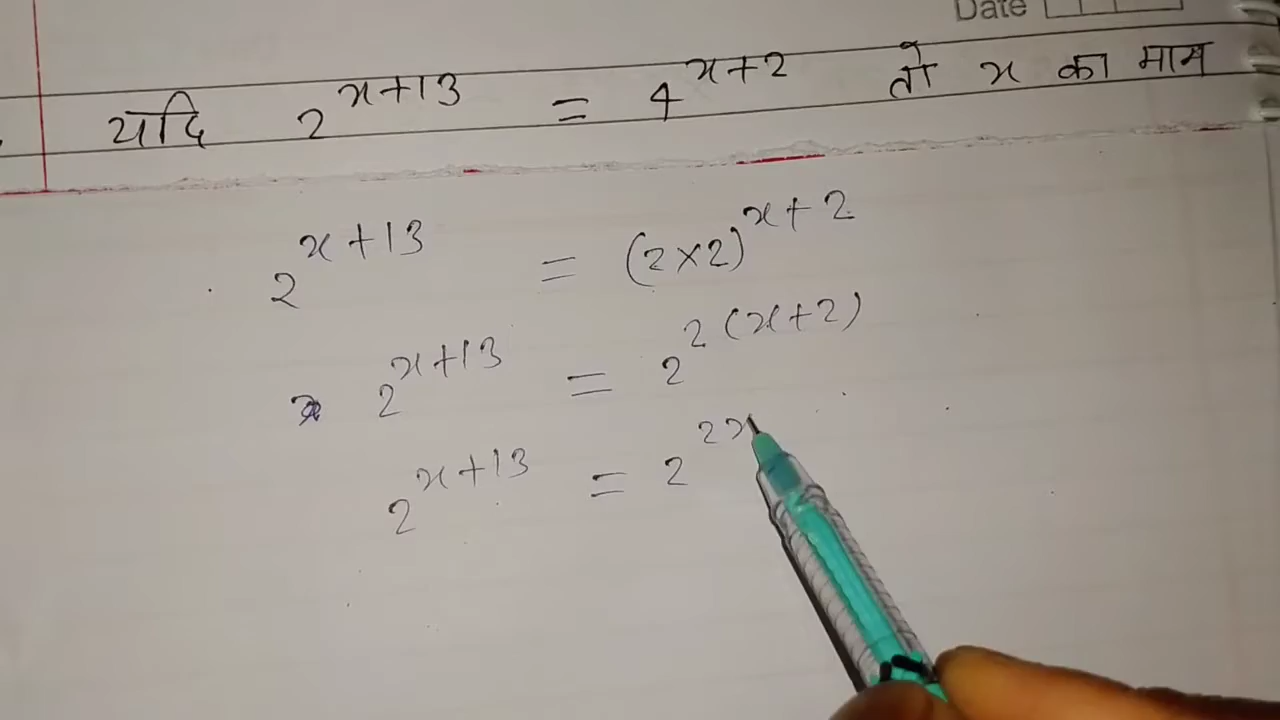 Date
यदि 2^{x+13} = 4^{x+2} तो x का मान
2^{x+13} = (2×2)^{x+2}
2^{x+13} = 2^{2(x+2)}
2^{x+13} = 2^{2x